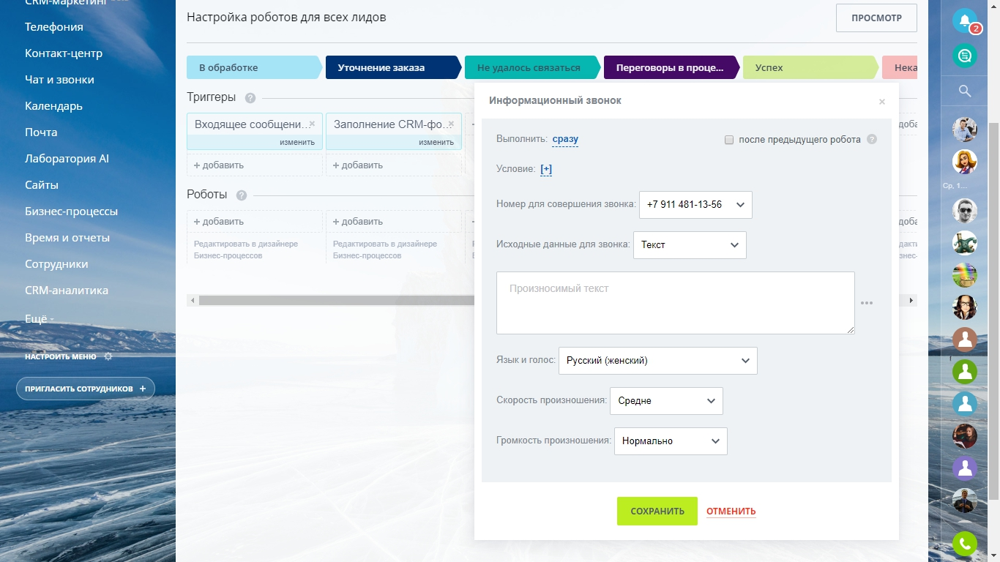 CRM-маркетинг
Телефония
Контакт-центр
Чат и звонки
Календарь
Почта
Лаборатория AI
Сайты
Бизнес-процессы
Время и отчеты
Сотрудники
CRM-аналитика
Ещё
НАСТРОИТЬ МЕНЮ
ПРИГЛАСИТЬ СОТРУДНИКОВ +
Настройка роботов для всех лидов
ПРОСМОТР
В обработке
Уточнение заказа
Не удалось связаться
Переговоры в проце...
Успех
Нека
Триггеры ?
Входящее сообщени... ×
изменить
+ добавить
Заполнение CRM-фо... ×
изменить
+ добавить
доба
Роботы ?
+ добавить
Редактировать в дизайнере
Бизнес-процессов
+ добавить
Редактировать в дизайнере
Бизнес-процессов
доба
дакти
знес-
Информационный звонок ×
Выполнить: сразу
после предыдущего робота ?
Условие: [+]
Номер для совершения звонка: +7 911 481-13-56
Исходные данные для звонка: Текст
Произносимый текст
•••
Язык и голос: Русский (женский)
Скорость произношения: Средне
Громкость произношения: Нормально
СОХРАНИТЬ
ОТМЕНИТЬ
2
Ср, 1...